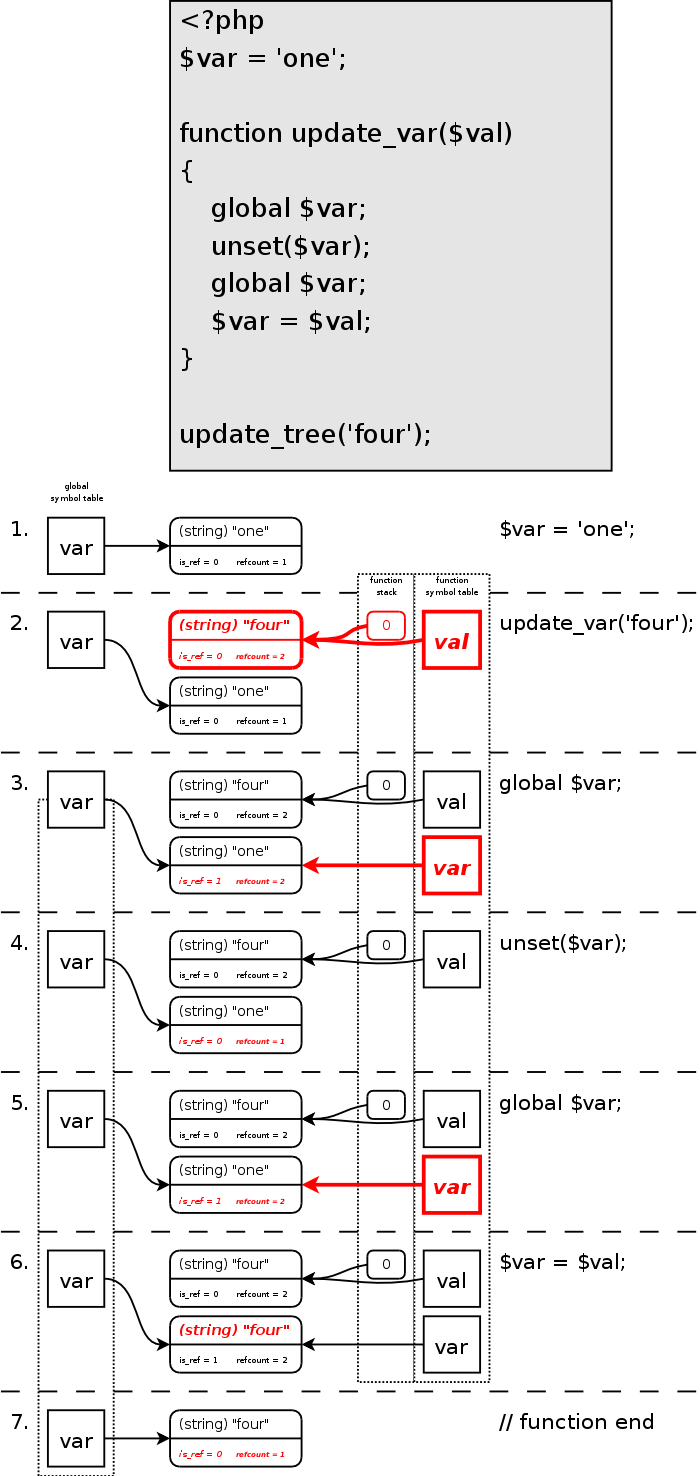 <?php
$var = 'one';
function update_var($val)
{
global $var;
unset($var);
global $var;
$var = $val;
}
update_tree('four');
global
symbol table
1.
var
(string) "one"
is_ref = 0 refcount = 1
$var = 'one';
function
stack
function
symbol table
2.
var
(string) "four"
is_ref = 0 refcount = 2
0
val
update_var('four');
(string) "one"
is_ref = 0 refcount = 1
3.
var
(string) "four"
is_ref = 0 refcount = 2
0
val
global $var;
(string) "one"
is_ref = 1 refcount = 2
var
4.
var
(string) "four"
is_ref = 0 refcount = 2
0
val
unset($var);
(string) "one"
is_ref = 0 refcount = 1
5.
var
(string) "four"
is_ref = 0 refcount = 2
0
val
global $var;
(string) "one"
is_ref = 1 refcount = 2
var
6.
var
(string) "four"
is_ref = 0 refcount = 2
0
val
$var = $val;
(string) "four"
is_ref = 1 refcount = 2
var
7.
var
(string) "four"
is_ref = 0 refcount = 1
// function end